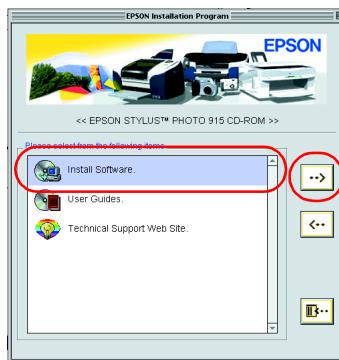 EPSON Installation Program
EPSON
<< EPSON STYLUS™ PHOTO 915 CD-ROM >>
Please select from the following items.
Install Software.
User Guides.
Technical Support Web Site.